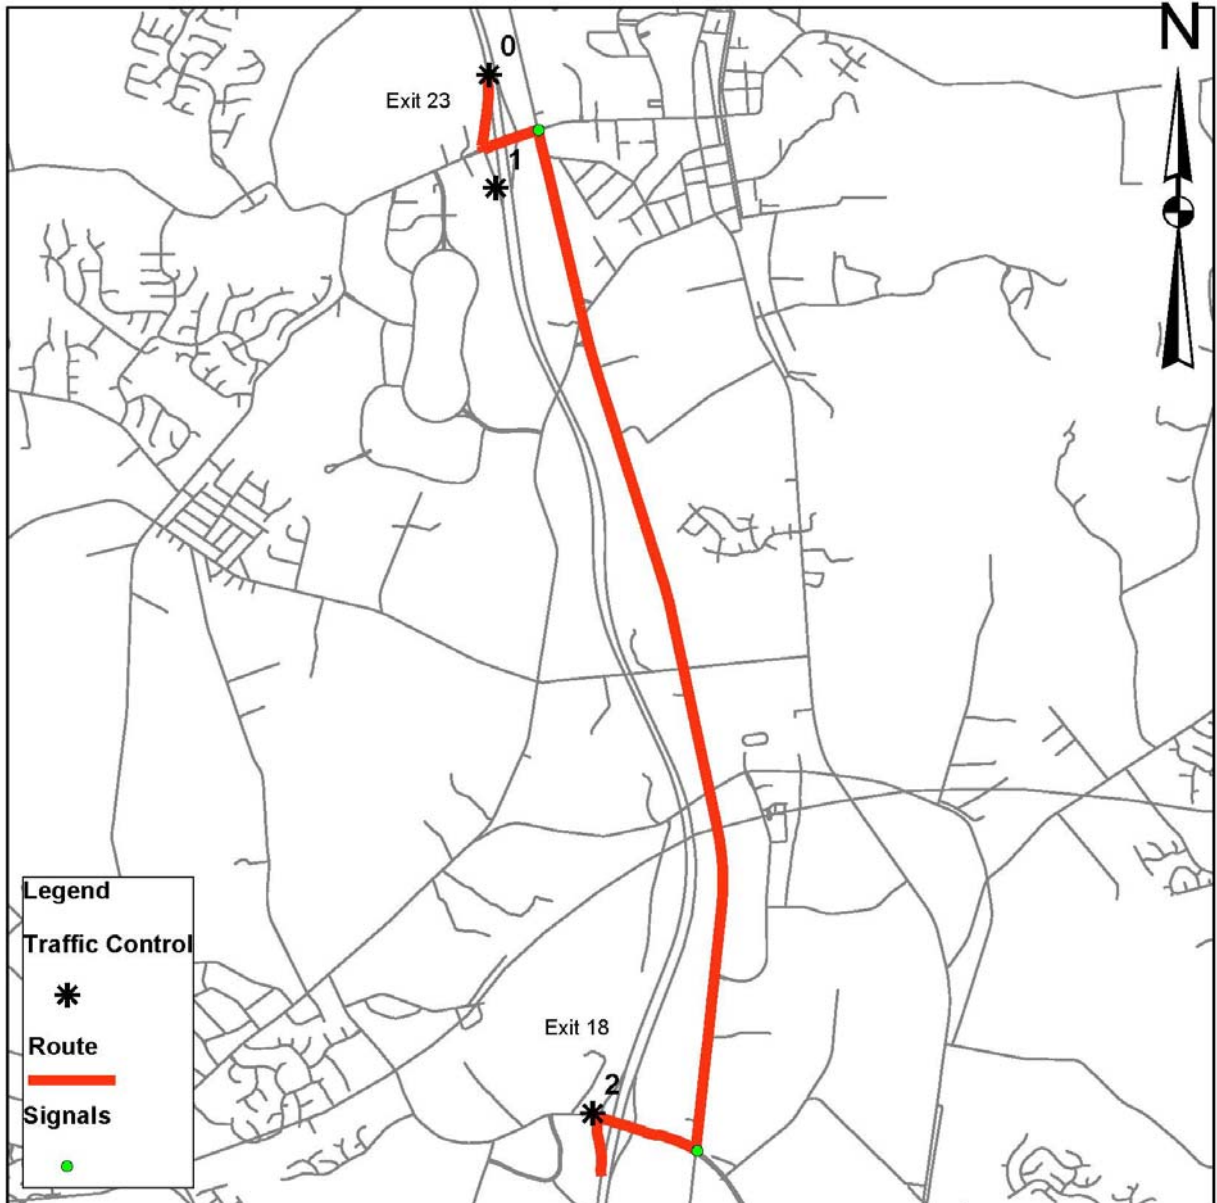 N
0
Exit 23
1
Exit 18
2
Legend
Traffic Control
Route
Signals